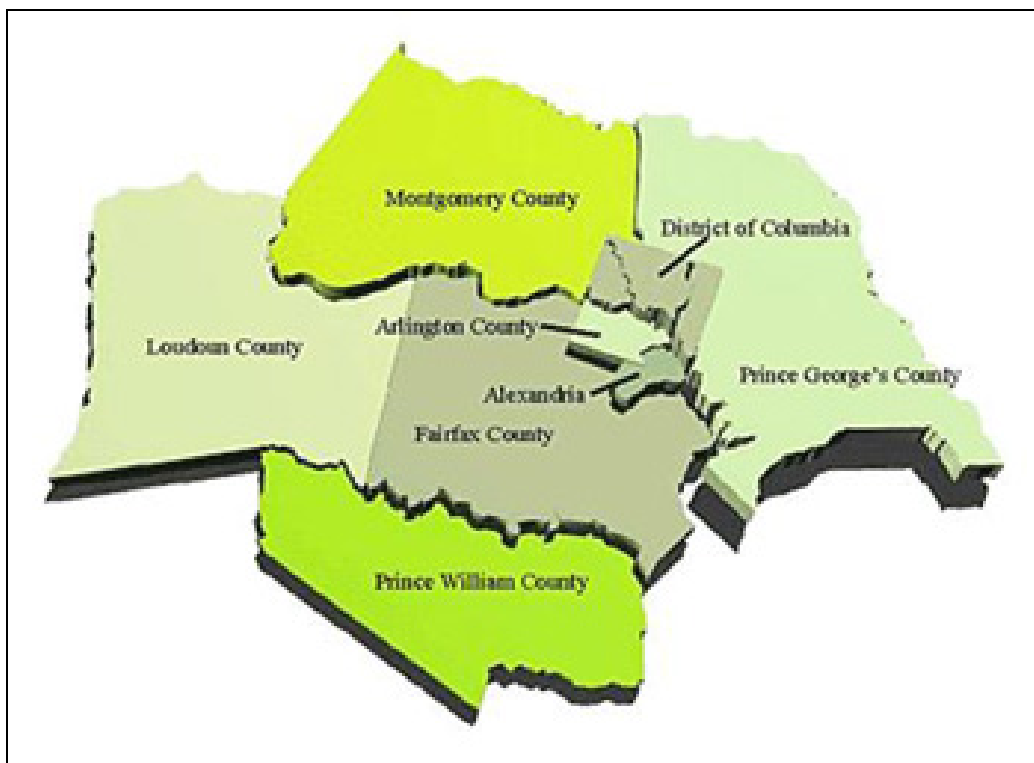 Montgomery County
District of Columbia
Arlington County
Loudoun County
Prince George's County
Alexandria
Fairfax County
Prince William County